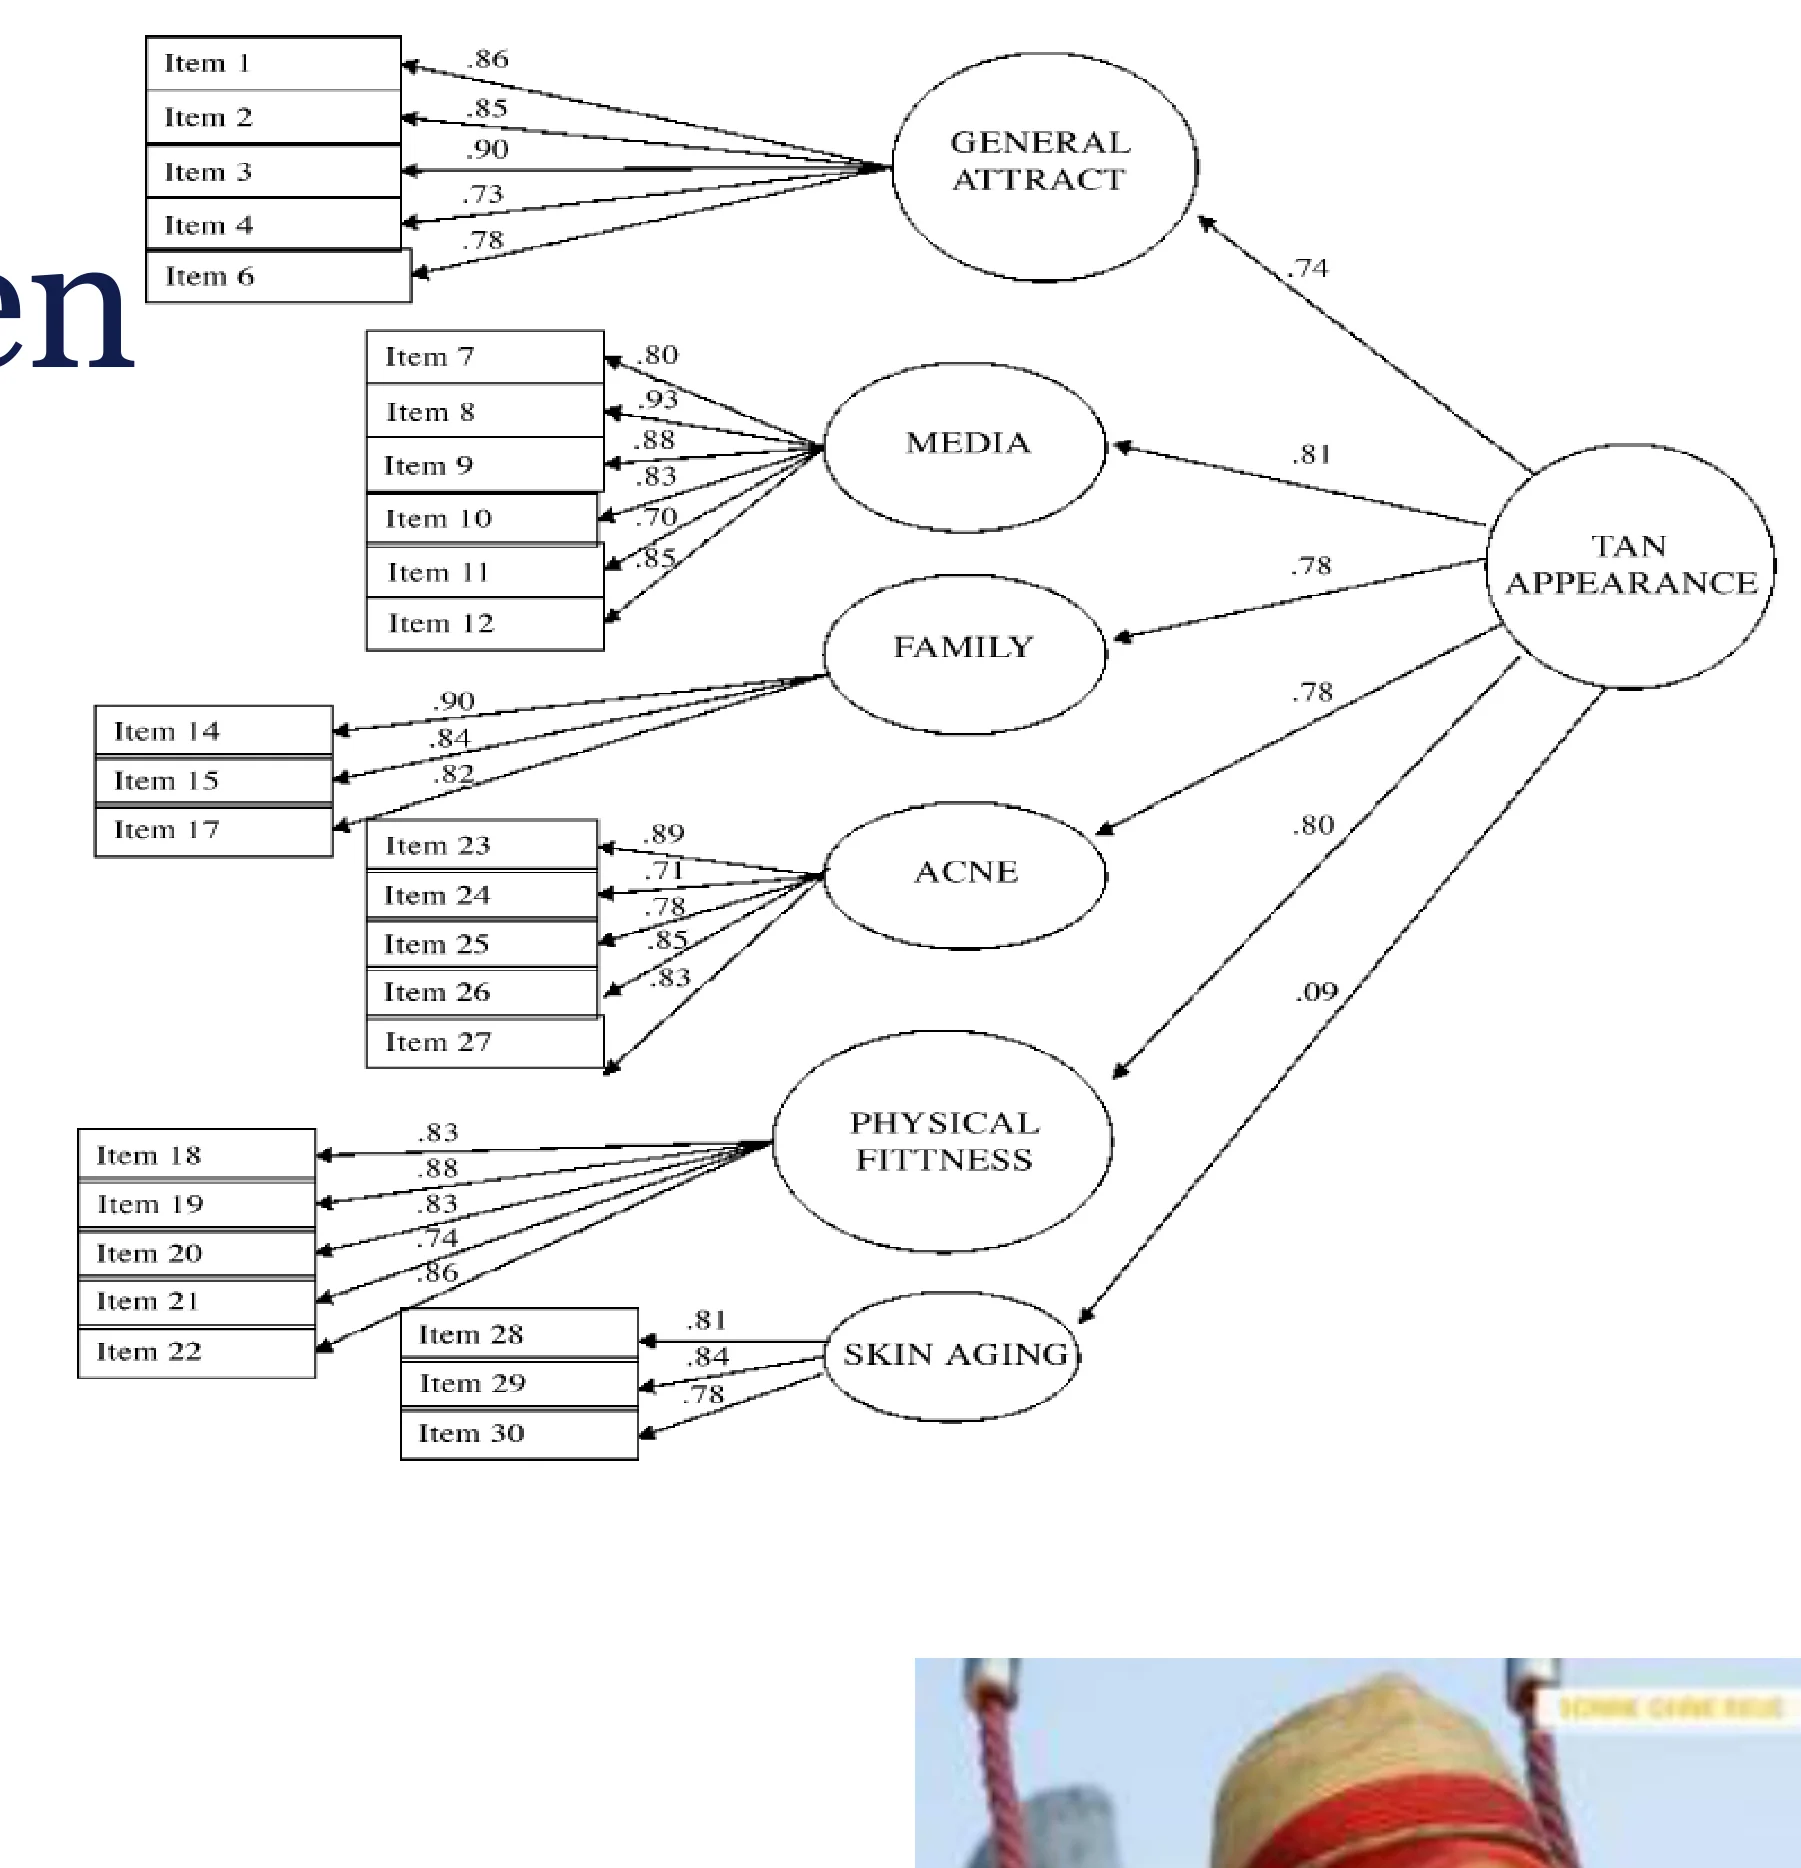 en
Item 1
Item 2
Item 3
Item 4
Item 6
.86
.85
.90
.73
.78
GENERAL
ATTRACT
.74
Item 7
Item 8
Item 9
Item 10
Item 11
Item 12
.80
.93
.88
.83
.70
.85
MEDIA
.81
TAN
APPEARANCE
.78
FAMILY
.90
.84
.82
Item 14
Item 15
Item 17
.78
Item 23
Item 24
Item 25
Item 26
Item 27
.89
.71
.78
.85
.83
ACNE
.80
.09
PHYSICAL
FITTNESS
Item 18
Item 19
Item 20
Item 21
Item 22
.83
.88
.83
.74
.86
Item 28
Item 29
Item 30
.81
.84
.78
SKIN AGING